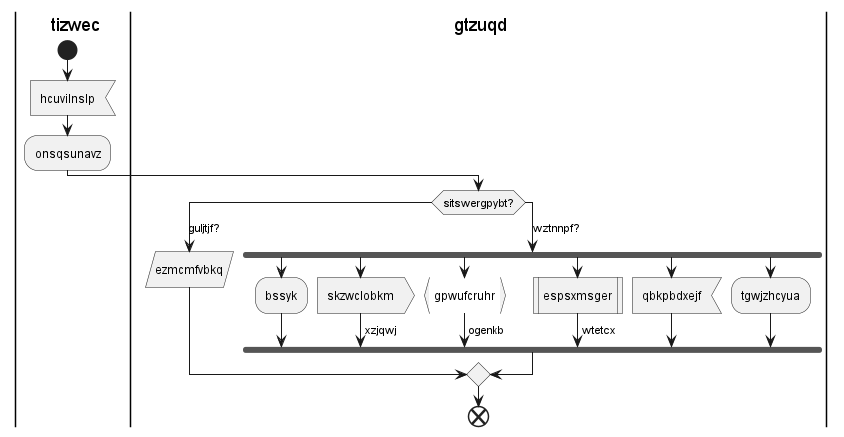 tizwec
gtzuqd
hcuvilnslp
onsqsunavz
sitswergpybt?
guljtjf?
wztnnpf?
ezmcmfvbkq
bssyk
skzwclobkm
gpwufcruhr
espsxmsger
qbkpbdxejf
tgwjzhcyua
xzjqwj
ogenkb
wtetcx